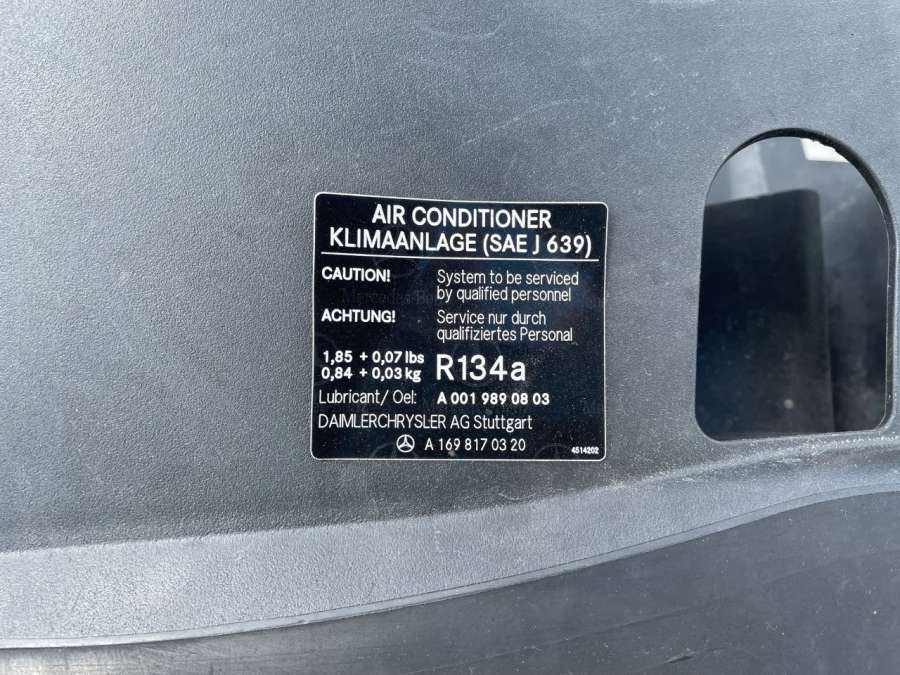 AIR CONDITIONER
KLIMAANLAGE (SAE J 639)
CAUTION! System to be serviced
by qualified personnel
ACHTUNG! Service nur durch
qualifiziertes Personal
1,85 + 0,07 lbs
0,84 + 0,03 kg R134a
Lubricant/ Oel: A 001 989 08 03
DAIMLERCHRYSLER AG Stuttgart
A 169 817 03 20
4514202